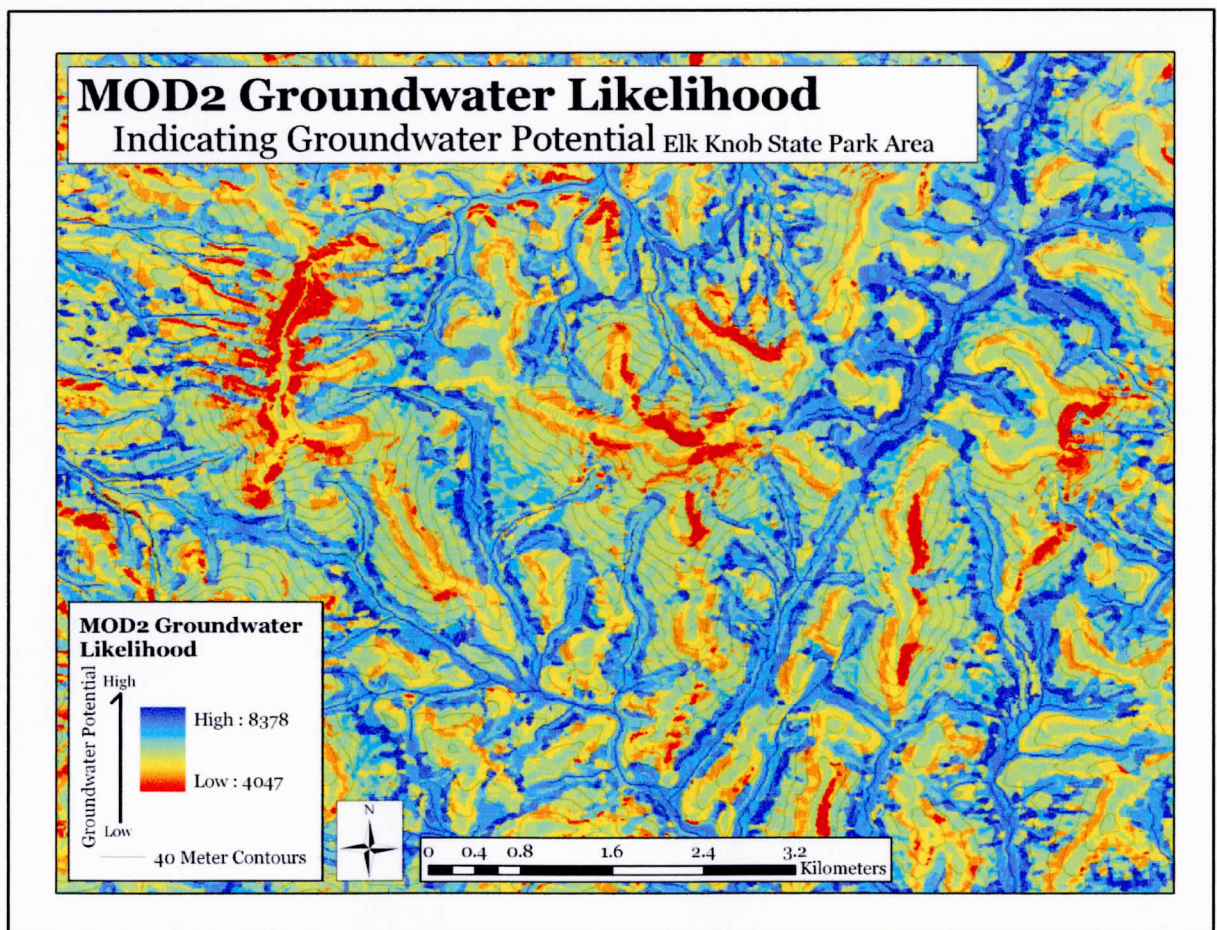 MOD2 Groundwater Likelihood
Indicating Groundwater Potential Elk Knob State Park Area
MOD2 Groundwater
Likelihood
Groundwater Potential
High
Low
High : 8378
Low : 4047
40 Meter Contours
N
0 0.4 0.8 1.6 2.4 3.2
Kilometers